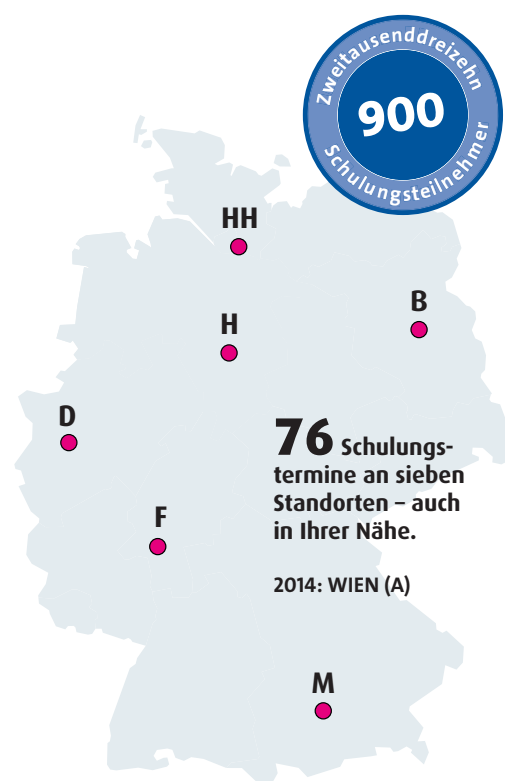 Zweitausenddreizehn
900
Schulungsteilnehmer
HH
B
H
D
76 Schulungs-
termine an sieben
Standorten – auch
in Ihrer Nähe.
F
2014: WIEN (A)
M